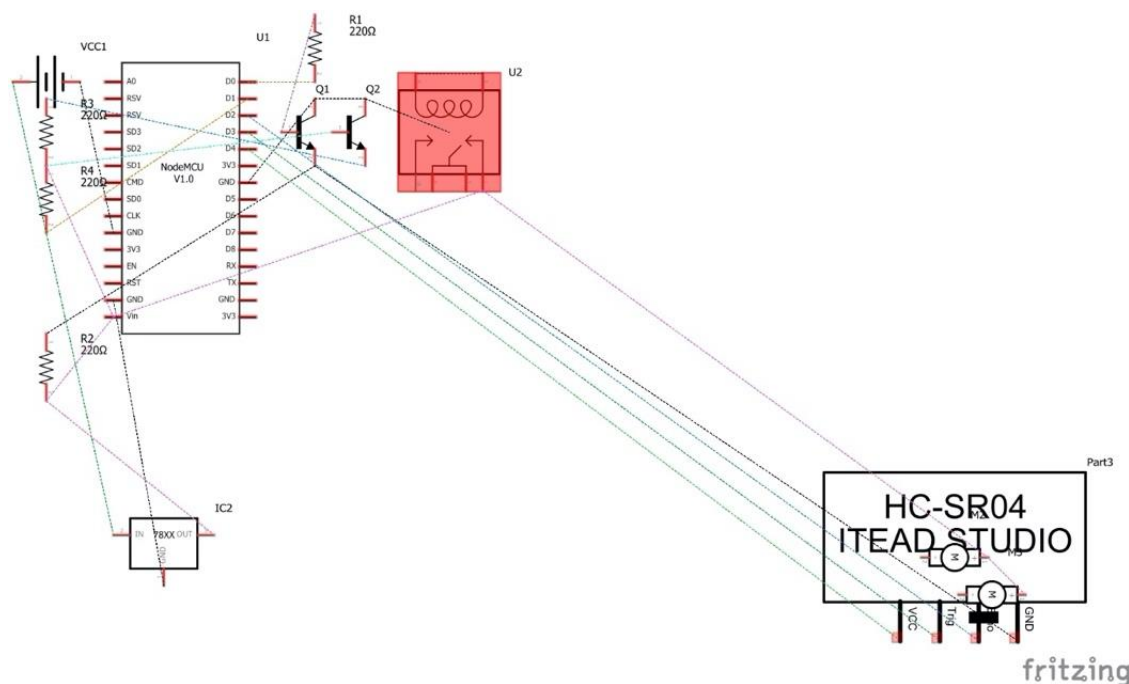 VCC1
U1
R1
220Ω
U2
Q1
Q2
R3
220Ω
R4
220Ω
A0
RSV
RSV
SD3
SD2
SD1
CMD
SD0
CLK
GND
3V3
EN
RST
GND
Vin
NodeMCU
V1.0
D0
D1
D2
D3
D4
3V3
GND
D5
D6
D7
D8
RX
TX
GND
3V3
R2
220Ω
IC2
IN
78XX
OUT
GND
Part3
HC-SR04
ITEAD STUDIO
M
M
VCC
Trig
GND
fritzing